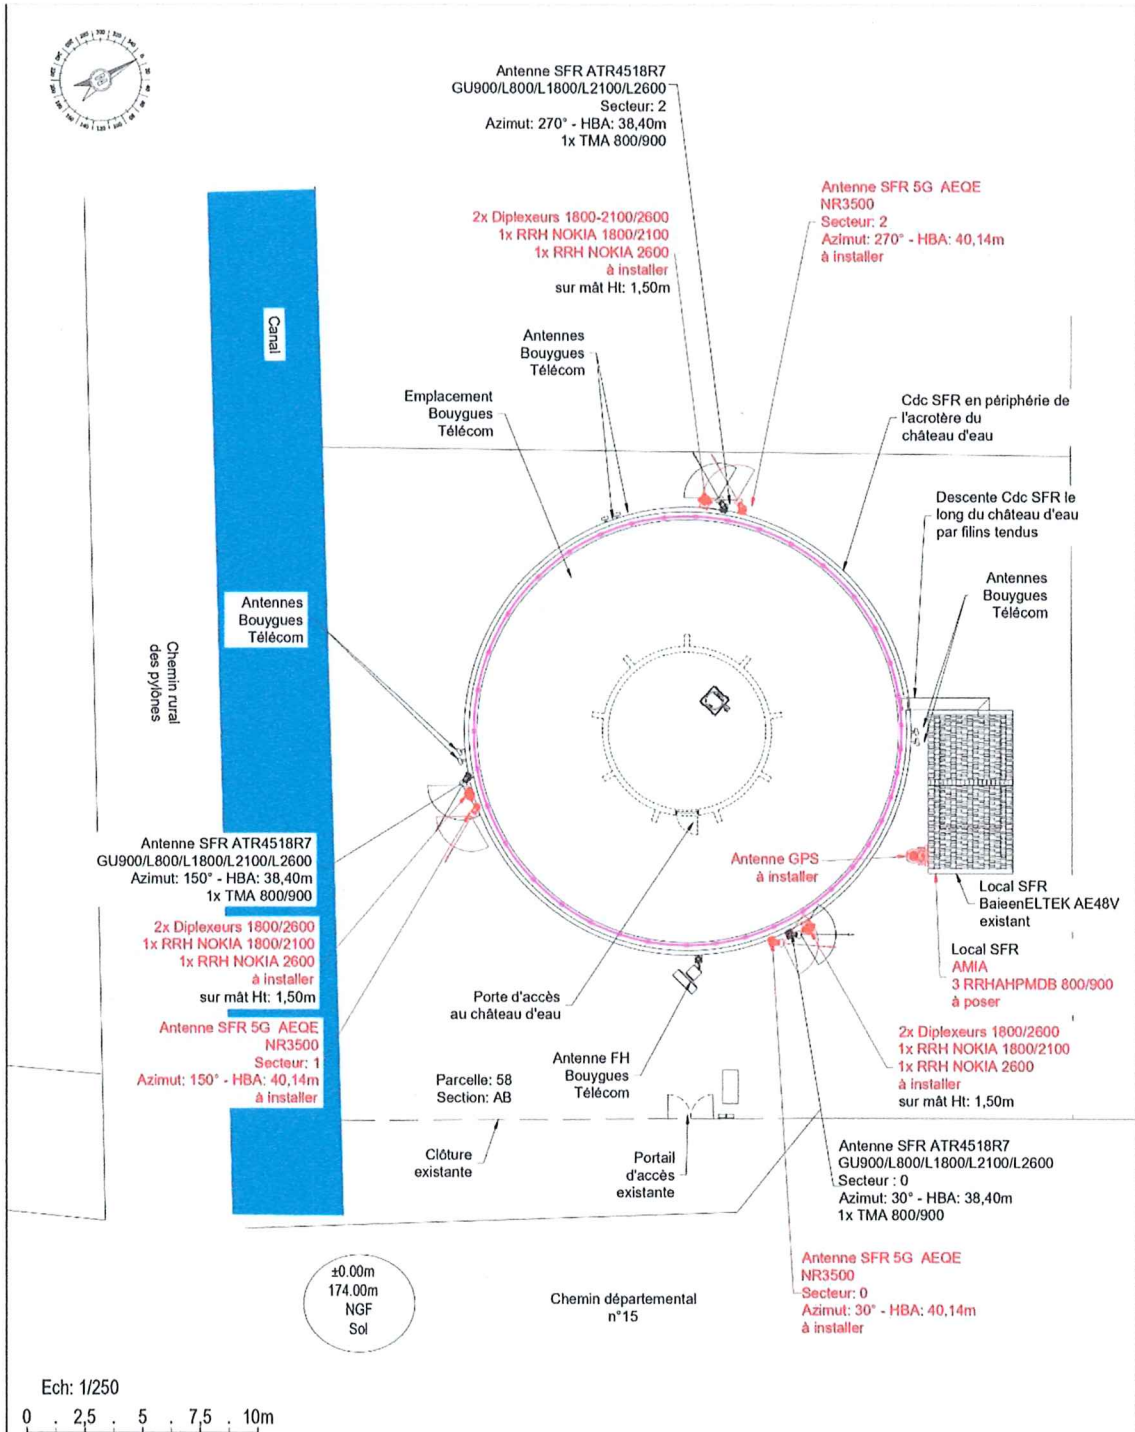 Antenne SFR ATR4518R7
GU900/L800/L1800/L2100/L2600
Secteur: 2
Azimut: 270° - HBA: 38,40m
1x TMA 800/900
Antenne SFR 5G AEQE
NR3500
Secteur: 2
Azimut: 270° - HBA: 40,14m
à installer
2x Diplexeurs 1800-2100/2600
1x RRH NOKIA 1800/2100
1x RRH NOKIA 2600
à installer
sur mât Ht: 1,50m
Canal
Antennes
Bouygues
Télécom
Emplacement
Bouygues
Télécom
Cdc SFR en périphérie de
l'acrotère du
château d'eau
Descente Cdc SFR le
long du château d'eau
par filins tendus
Antennes
Bouygues
Télécom
Antennes
Bouygues
Télécom
Chemin rural
des pylônes
Antenne SFR ATR4518R7
GU900/L800/L1800/L2100/L2600
Azimut: 150° - HBA: 38,40m
1x TMA 800/900
2x Diplexeurs 1800/2600
1x RRH NOKIA 1800/2100
1x RRH NOKIA 2600
à installer
sur mât Ht: 1,50m
Antenne SFR 5G AEQE
NR3500
Secteur: 1
Azimut: 150° - HBA: 40,14m
à installer
Antenne GPS
à installer
Local SFR
BaieenELTEK AE48V
existant
Local SFR
AMIA
3 RRHAHPMDB 800/900
à poser
Porte d'accès
au château d'eau
Antenne FH
Bouygues
Télécom
Parcelle: 58
Section: AB
2x Diplexeurs 1800/2600
1x RRH NOKIA 1800/2100
1x RRH NOKIA 2600
à installer
sur mât Ht: 1,50m
Clôture
existante
Portail
d'accès
existante
Antenne SFR ATR4518R7
GU900/L800/L1800/L2100/L2600
Secteur : 0
Azimut: 30° - HBA: 38,40m
1x TMA 800/900
Antenne SFR 5G AEQE
NR3500
Secteur: 0
Azimut: 30° - HBA: 40,14m
à installer
±0.00m
174.00m
NGF
Sol
Chemin départemental
n°15
Ech: 1/250
0 . 2,5 . 5 . 7,5 . 10m